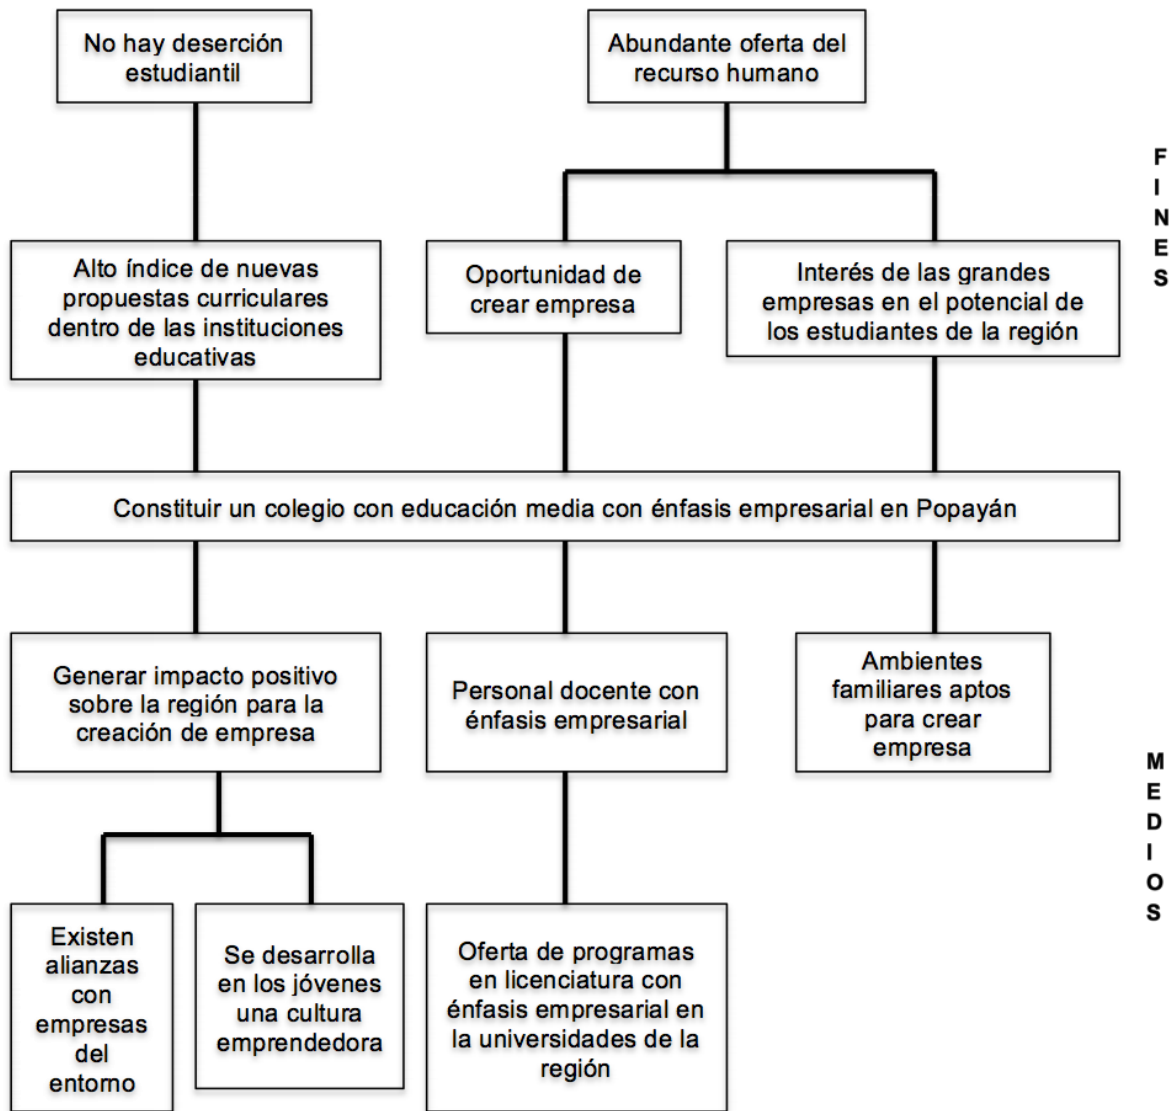 No hay deserción
estudiantil
Abundante oferta del
recurso humano
F
I
N
E
S
Alto índice de nuevas
propuestas curriculares
dentro de las instituciones
educativas
Oportunidad de
crear empresa
Interés de las grandes
empresas en el potencial de
los estudiantes de la región
Constituir un colegio con educación media con énfasis empresarial en Popayán
Generar impacto positivo
sobre la región para la
creación de empresa
Personal docente con
énfasis empresarial
Ambientes
familiares aptos
para crear
empresa
M
E
D
I
O
S
Existen
alianzas
con
empresas
del
entorno
Se desarrolla
en los jóvenes
una cultura
emprendedora
Oferta de programas
en licenciatura con
énfasis empresarial en
la universidades de la
región